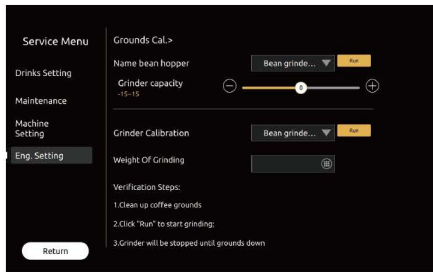 Service Menu
Grounds Cal.>
Name bean hopper
Bean grinde...
Run
Drinks Setting
Grinder capacity
-15~15
0
Maintenance
Machine
Setting
Grinder Calibration
Bean grinde...
Run
Eng. Setting
Weight Of Grinding
Verification Steps:
1.Clean up coffee grounds
2.Click "Run" to start grinding;
3.Grinder will be stopped until grounds down
Return